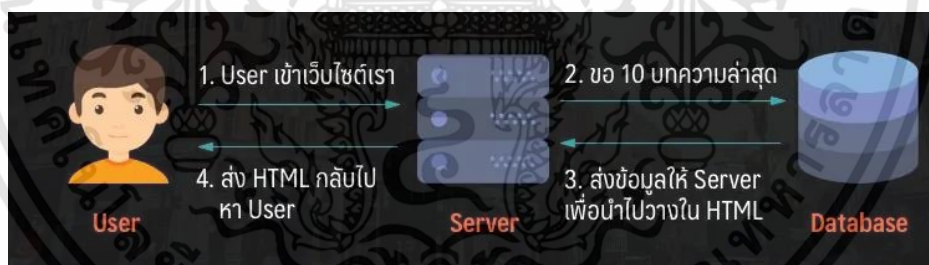 1. User เข้าเว็บไซต์เรา
2. ขอ 10 บทความล่าสุด
4. ส่ง HTML กลับไป
หา User
3. ส่งข้อมูลให้ Server
เพื่อนำไปวางใน HTML
User
Server
Database